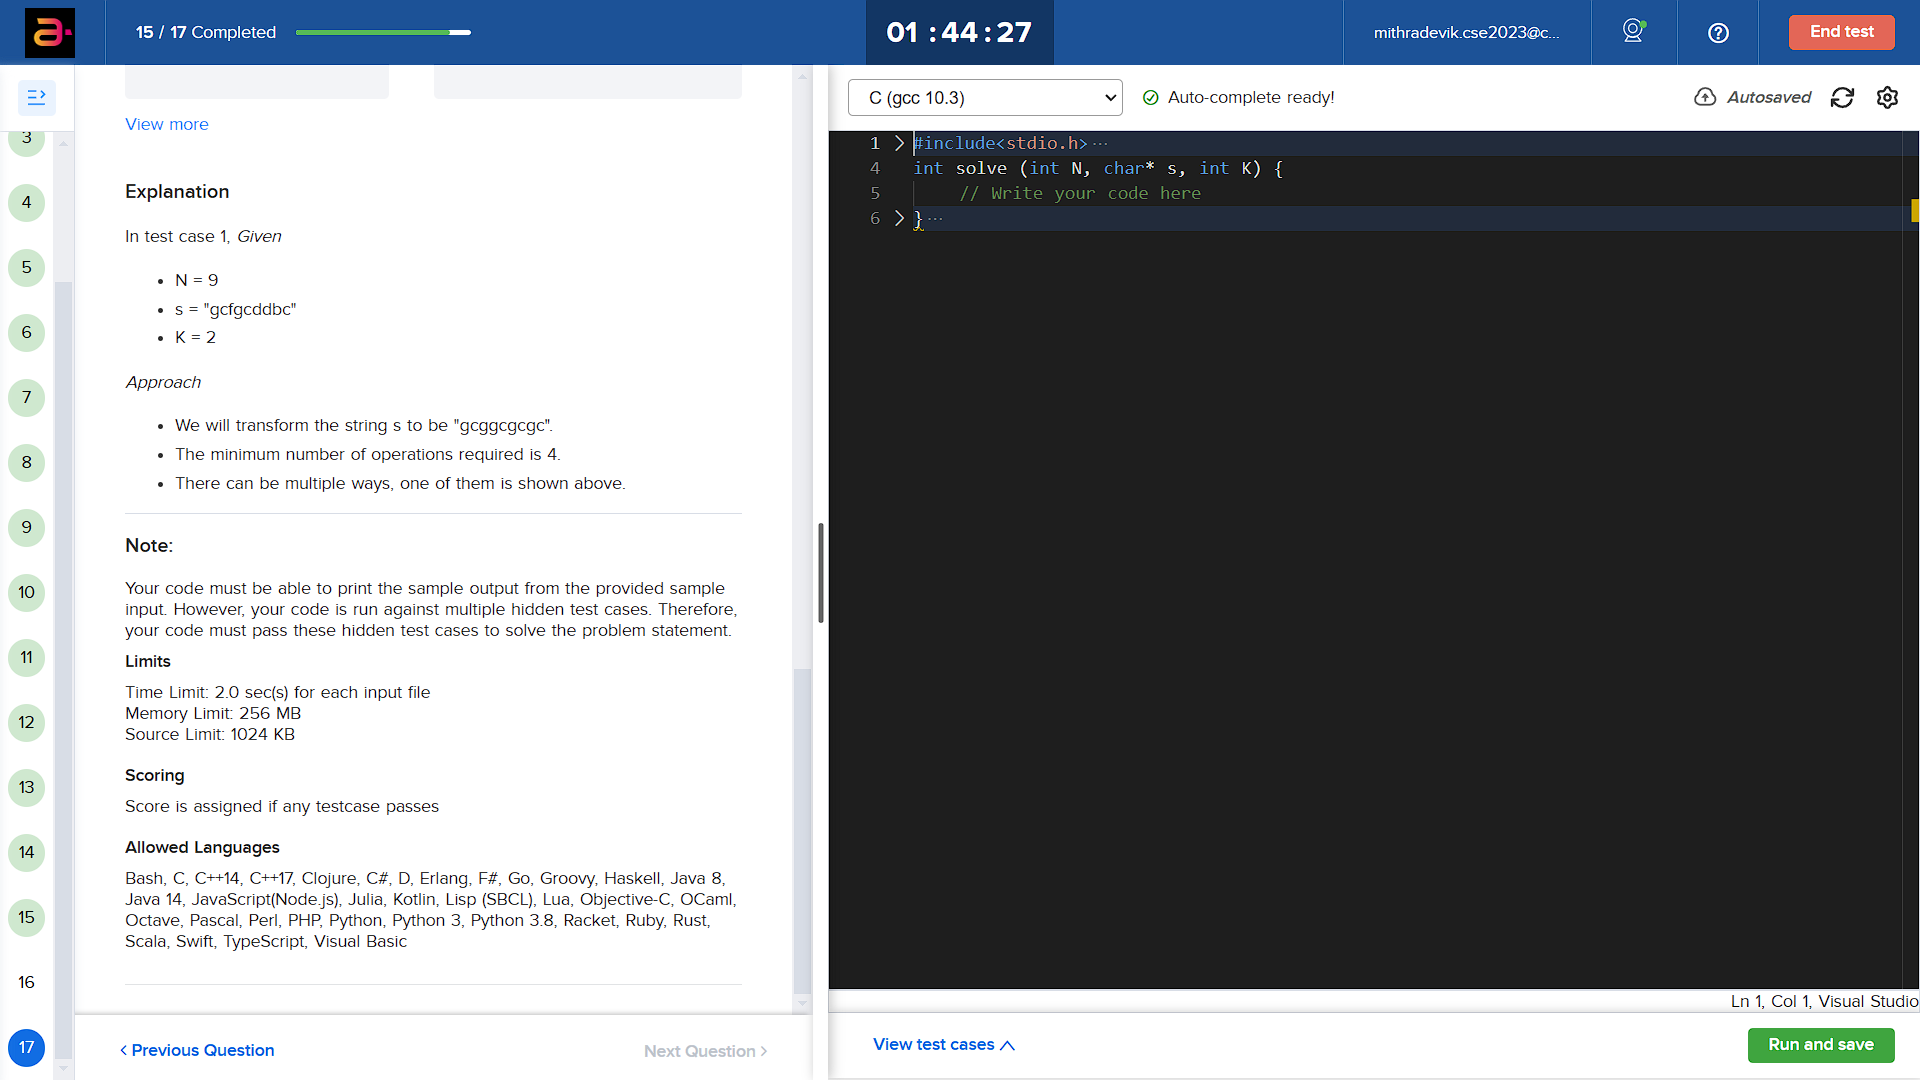 15 / 17 Completed
01 : 44 : 27
mithradevik.cse2023@c...
End test
View more
Explanation
In test case 1, Given
N = 9
s = "gcfgcddbc"
K = 2
Approach
We will transform the string s to be "gcggcgcgc".
The minimum number of operations required is 4.
There can be multiple ways, one of them is shown above.
Note:
Your code must be able to print the sample output from the provided sample
input. However, your code is run against multiple hidden test cases. Therefore,
your code must pass these hidden test cases to solve the problem statement.
Limits
Time Limit: 2.0 sec(s) for each input file
Memory Limit: 256 MB
Source Limit: 1024 KB
Scoring
Score is assigned if any testcase passes
Allowed Languages
Bash, C, C++14, C++17, Clojure, C#, D, Erlang, F#, Go, Groovy, Haskell, Java 8,
Java 14, JavaScript(Node.js), Julia, Kotlin, Lisp (SBCL), Lua, Objective-C, OCaml,
Octave, Pascal, Perl, PHP, Python, Python 3, Python 3.8, Racket, Ruby, Rust,
Scala, Swift, TypeScript, Visual Basic
3
4
5
6
7
8
9
10
11
12
13
14
15
16
17
< Previous Question
Next Question >
C (gcc 10.3)
Auto-complete ready!
Autosaved
1 #include<stdio.h>···
4 int solve (int N, char* s, int K) {
5 // Write your code here
6 }···
Ln 1, Col 1, Visual Studio
View test cases
Run and save